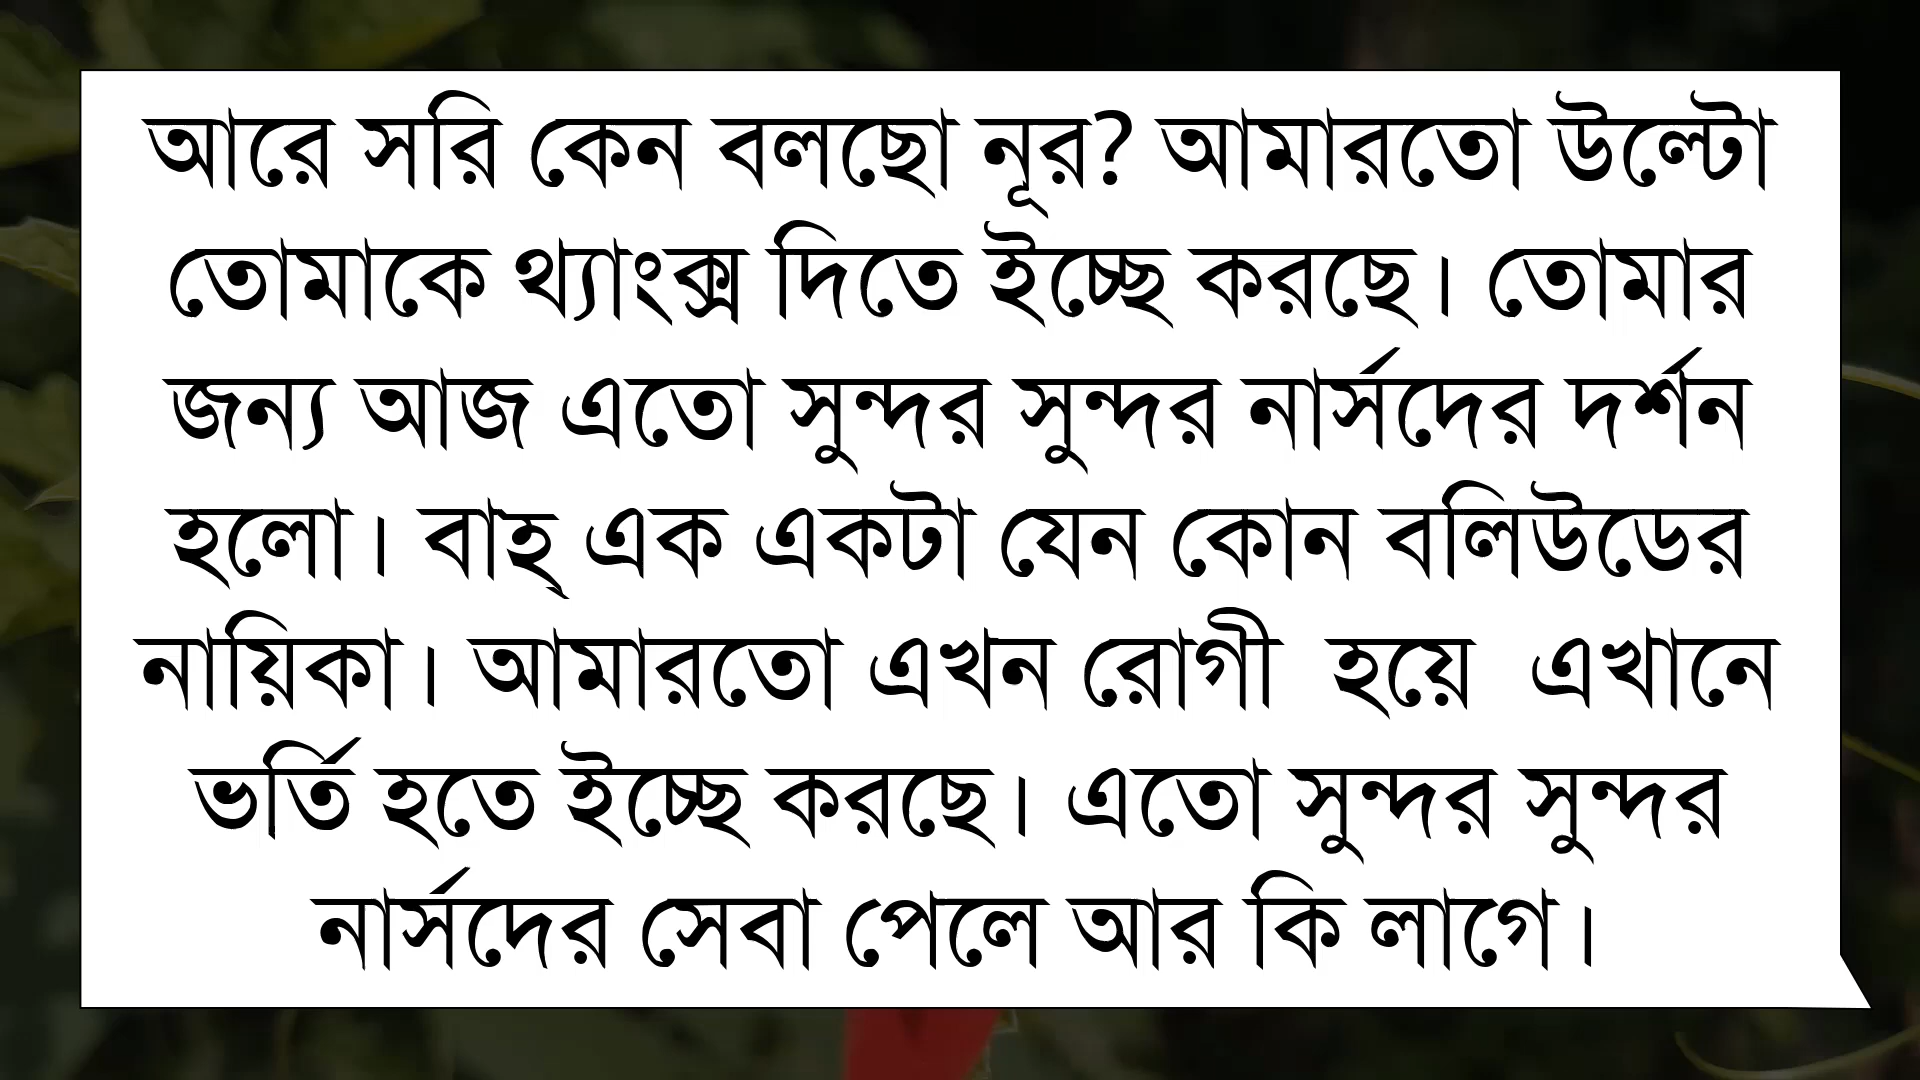 আরে সরি কেন বলছো নূর? আমারতো উল্টো
তোমাকে থ্যাংক্স দিতে ইচ্ছে করছে। তোমার
জন্য আজ এতো সুন্দর সুন্দর নার্সদের দর্শন
হলো। বাহ্ এক একটা যেন কোন বলিউডের
নায়িকা। আমারতো এখন রোগী হয়ে এখানে
ভর্তি হতে ইচ্ছে করছে। এতো সুন্দর সুন্দর
নার্সদের সেবা পেলে আর কি লাগে।